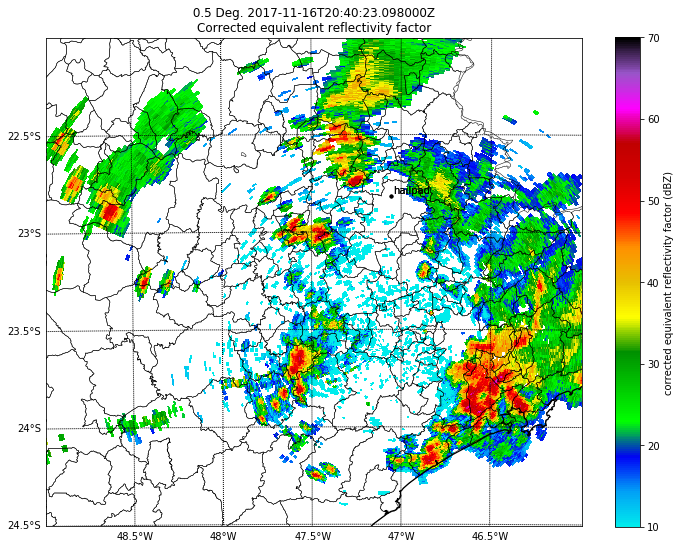 0.5 Deg. 2017-11-16T20:40:23.098000Z
Corrected equivalent reflectivity factor
hailpad
22.5°S
23°S
23.5°S
24°S
24.5°S
48.5°W
48°W
47.5°W
47°W
46.5°W
70
60
50
40
30
20
10
corrected equivalent reflectivity factor (dBZ)